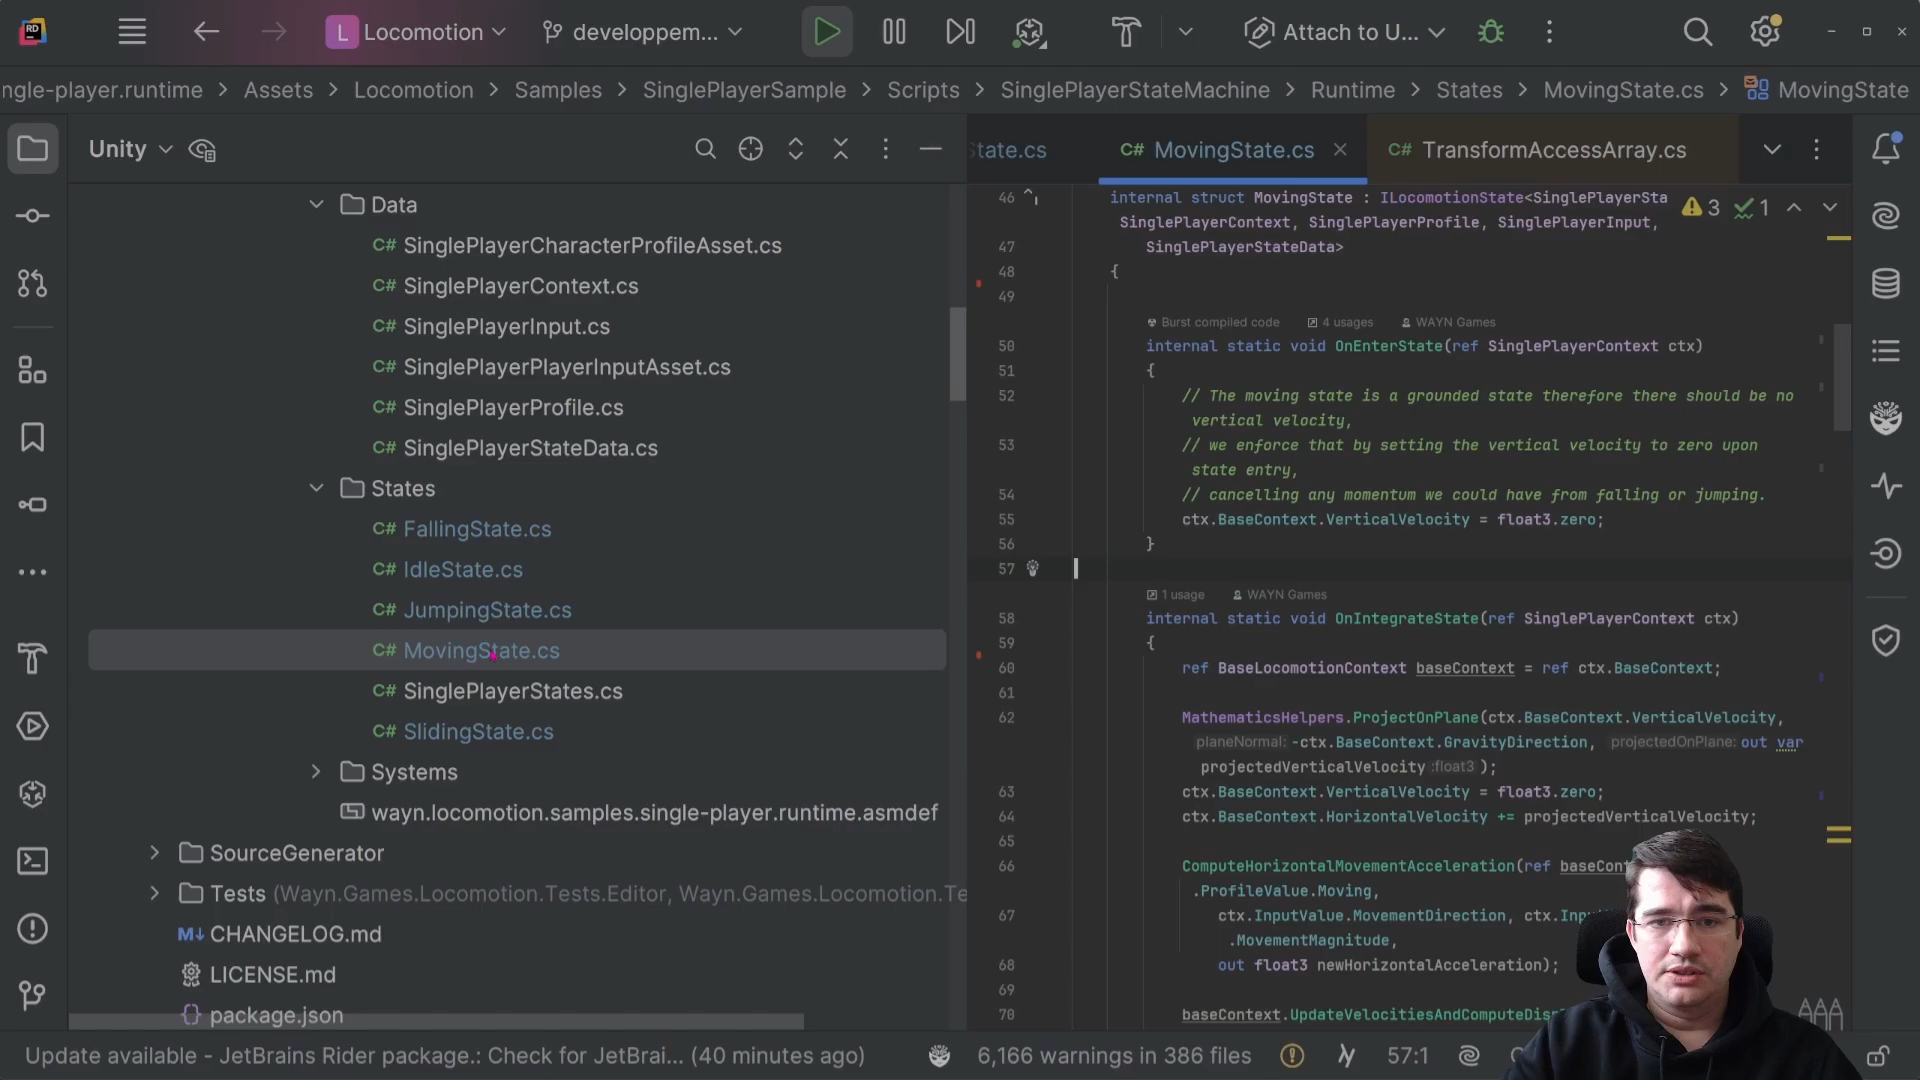 RD
L Locomotion
developpem...
Attach to U...
ngle-player.runtime > Assets > Locomotion > Samples > SinglePlayerSample > Scripts > SinglePlayerStateMachine > Runtime > States > MovingState.cs > MovingState
Unity
State.cs
C# MovingState.cs
C# TransformAccessArray.cs
Data
C# SinglePlayerCharacterProfileAsset.cs
C# SinglePlayerContext.cs
C# SinglePlayerInput.cs
C# SinglePlayerPlayerInputAsset.cs
C# SinglePlayerProfile.cs
C# SinglePlayerStateData.cs
States
C# FallingState.cs
C# IdleState.cs
C# JumpingState.cs
C# MovingState.cs
C# SinglePlayerStates.cs
C# SlidingState.cs
Systems
wayn.locomotion.samples.single-player.runtime.asmdef
SourceGenerator
Tests (Wayn.Games.Locomotion.Tests.Editor, Wayn.Games.Locomotion.Te
M↓ CHANGELOG.md
LICENSE.md
{} package.json
46 internal struct MovingState : ILocomotionState<SinglePlayerSta
3 1
SinglePlayerContext, SinglePlayerProfile, SinglePlayerInput,
47 SinglePlayerStateData>
48 {
49
Burst compiled code 4 usages WAYN Games
50 internal static void OnEnterState(ref SinglePlayerContext ctx)
51 {
52 // The moving state is a grounded state therefore there should be no
vertical velocity,
53 // we enforce that by setting the vertical velocity to zero upon
state entry,
54 // cancelling any momentum we could have from falling or jumping.
55 ctx.BaseContext.VerticalVelocity = float3.zero;
56 }
57
1 usage WAYN Games
58 internal static void OnIntegrateState(ref SinglePlayerContext ctx)
59 {
60 ref BaseLocomotionContext baseContext = ref ctx.BaseContext;
61
62 MathematicsHelpers.ProjectOnPlane(ctx.BaseContext.VerticalVelocity,
planeNormal: -ctx.BaseContext.GravityDirection, projectedOnPlane: out var
projectedVerticalVelocity :float3 );
63 ctx.BaseContext.VerticalVelocity = float3.zero;
64 ctx.BaseContext.HorizontalVelocity += projectedVerticalVelocity;
65
66 ComputeHorizontalMovementAcceleration(ref baseCont
.ProfileValue.Moving,
67 ctx.InputValue.MovementDirection, ctx.Inpu
.MovementMagnitude,
68 out float3 newHorizontalAcceleration);
69
70 baseContext.UpdateVelocitiesAndComputeDisp
Update available - JetBrains Rider package.: Check for JetBrai... (40 minutes ago)
6,166 warnings in 386 files
57:1